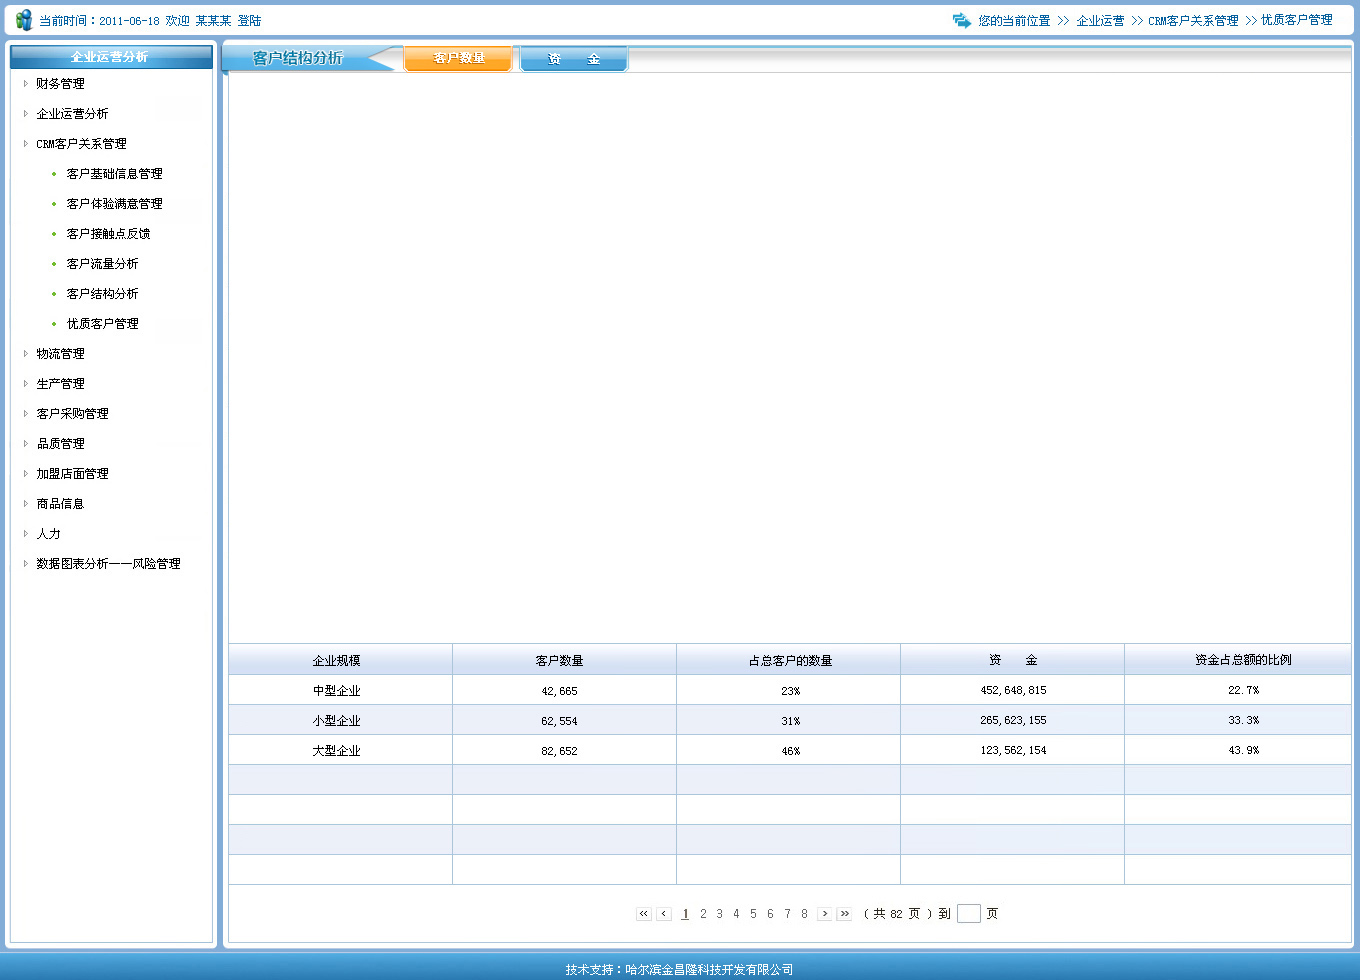 当前时间：2011-06-18 欢迎 某某某 登陆
您的当前位置 >> 企业运营 >> CRM客户关系管理 >> 优质客户管理
企业运营分析
财务管理
企业运营分析
CRM客户关系管理
客户基础信息管理
客户体验满意管理
客户接触点反馈
客户流量分析
客户结构分析
优质客户管理
物流管理
生产管理
客户采购管理
品质管理
加盟店面管理
商品信息
人力
数据图表分析——风险管理
客户结构分析 客户数量 资 金
企业规模 客户数量 占总客户的数量 资 金 资金占总额的比例
中型企业 42,665 23% 452,648,815 22.7%
小型企业 62,554 31% 265,623,155 33.3%
大型企业 82,652 46% 123,562,154 43.9%
<< < 1 2 3 4 5 6 7 8 > >> （ 共 82 页 ）到 页
技术支持：哈尔滨金昌隆科技开发有限公司